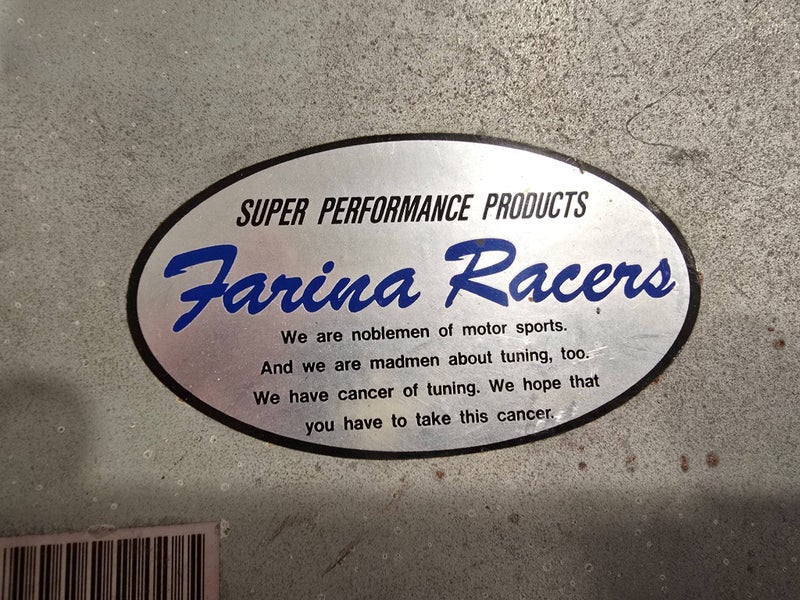 SUPER PERFORMANCE PRODUCTS
Farina Racers
We are noblemen of motor sports.
And we are madmen about tuning, too.
We have cancer of tuning. We hope that
you have to take this cancer.